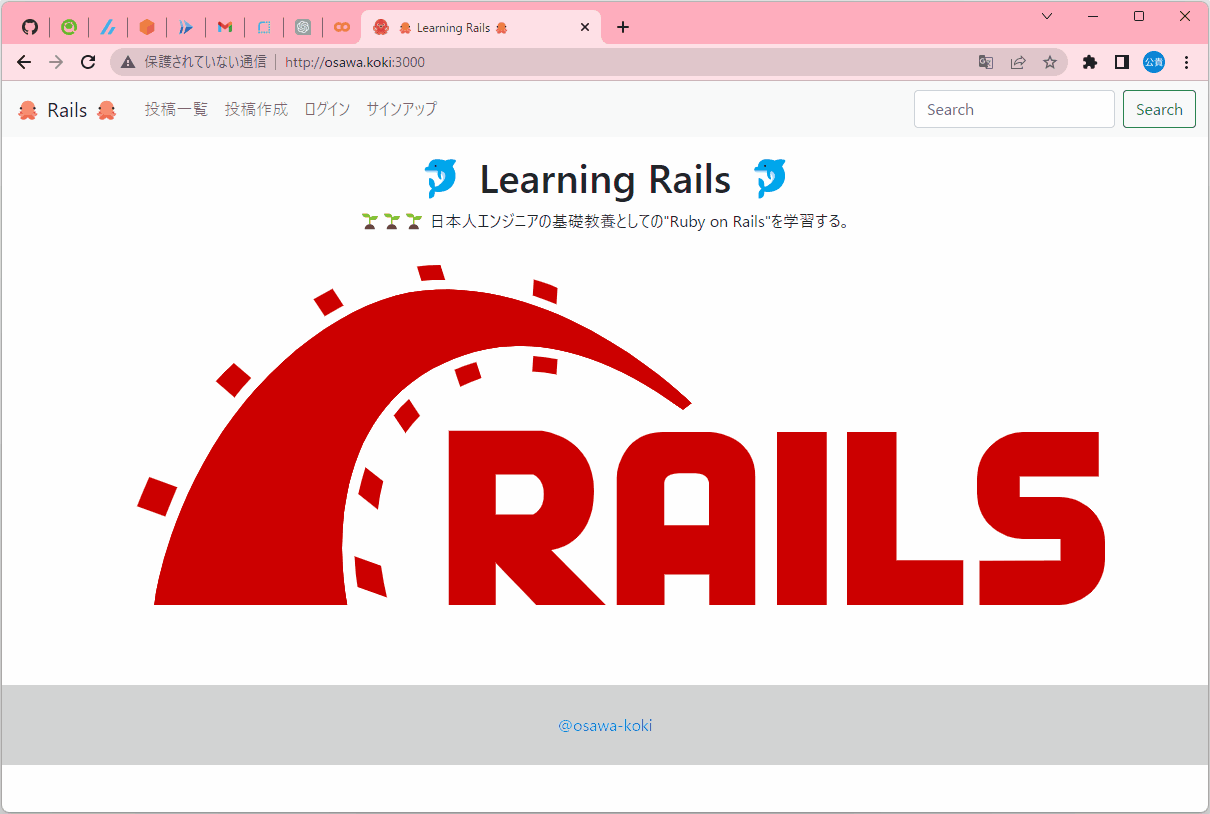 Learning Rails
保護されていない通信 http://osawa.koki:3000
公貴
Rails 投稿一覧 投稿作成 ログイン サインアップ Search Search
Learning Rails
日本人エンジニアの基礎教養としての"Ruby on Rails"を学習する。
RAILS
@osawa-koki